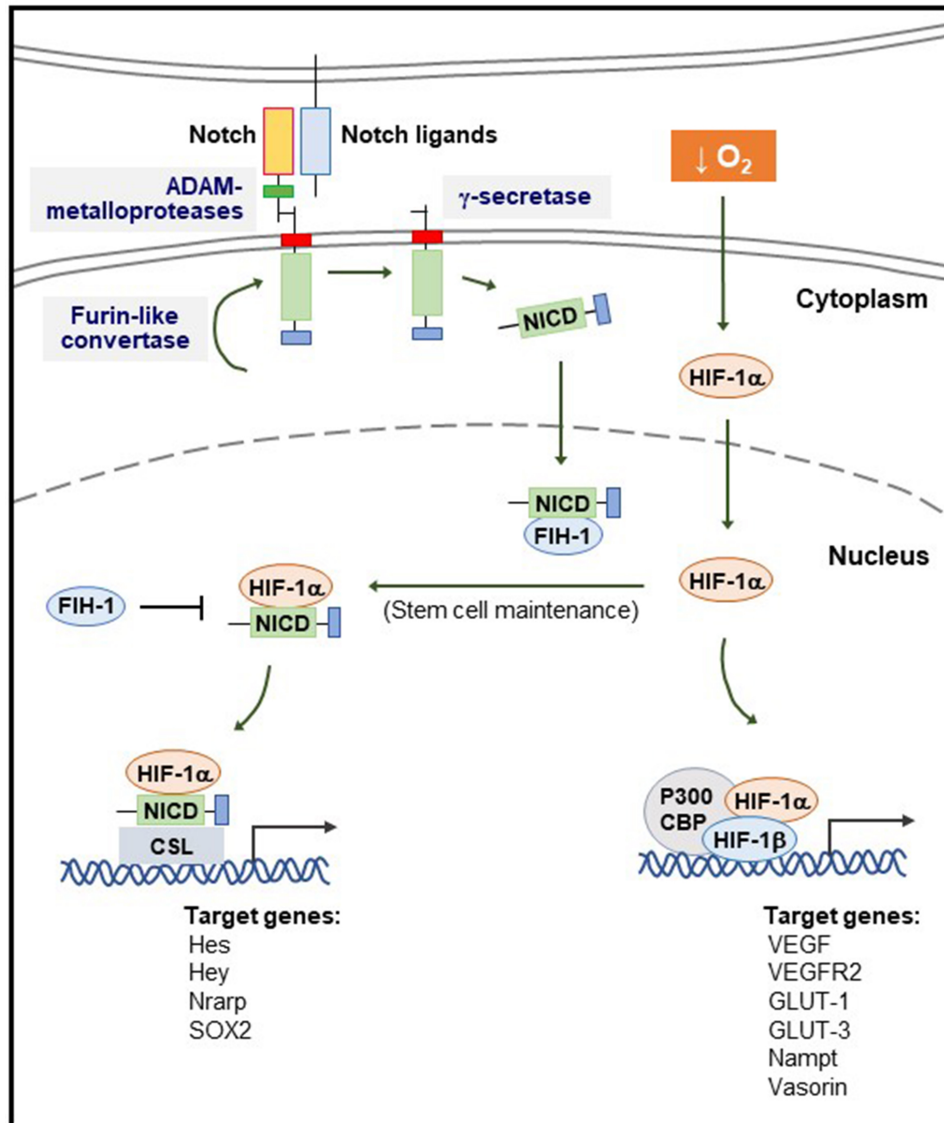 Notch
Notch ligands
↓ O₂
ADAM-
metalloproteases
γ-secretase
Furin-like
convertase
NICD
Cytoplasm
HIF-1α
NICD
FIH-1
Nucleus
HIF-1α
FIH-1
HIF-1α
NICD
(Stem cell maintenance)
HIF-1α
NICD
CSL
P300
CBP
HIF-1α
HIF-1β
Target genes:
Hes
Hey
Nrarp
SOX2
Target genes:
VEGF
VEGFR2
GLUT-1
GLUT-3
Nampt
Vasorin